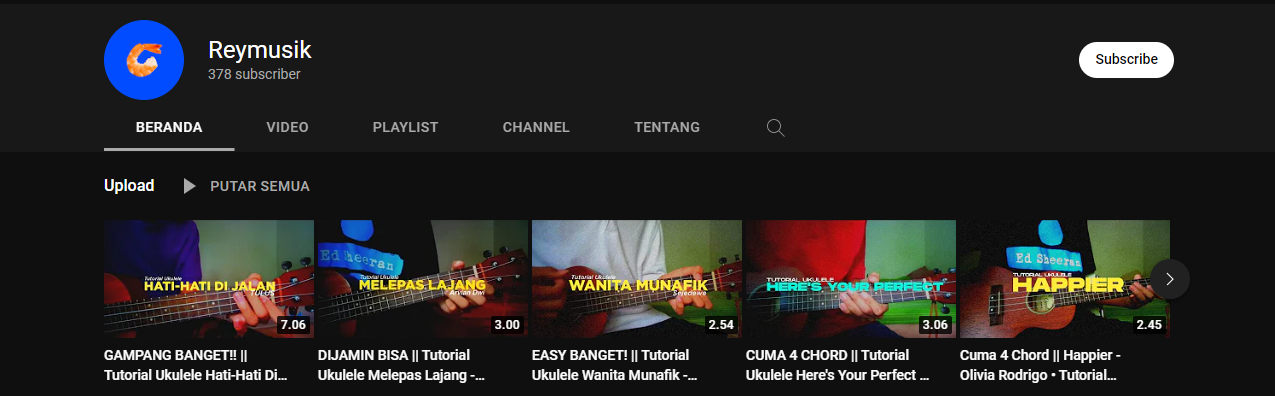 Reymusik
378 subscriber
Subscribe
BERANDA VIDEO PLAYLIST CHANNEL TENTANG
Upload PUTAR SEMUA
Tutorial Ukulele
HATI-HATI DI JALAN
TULUS
7.06
Ed Sheeran
Tutorial Ukulele
MELEPAS LAJANG
Arvian Dwi
3.00
Tutorial Ukulele
WANITA MUNAFIK
Seredewe
2.54
TUTORIAL UKULELE
HERE'S YOUR PERFECT
3.06
Ed Sheeran
TUTORIAL UKULELE
HAPPIER
2.45
GAMPANG BANGET!! ||
Tutorial Ukulele Hati-Hati Di...
DIJAMIN BISA || Tutorial
Ukulele Melepas Lajang -...
EASY BANGET! || Tutorial
Ukulele Wanita Munafik -...
CUMA 4 CHORD || Tutorial
Ukulele Here's Your Perfect ...
Cuma 4 Chord || Happier -
Olivia Rodrigo • Tutorial...